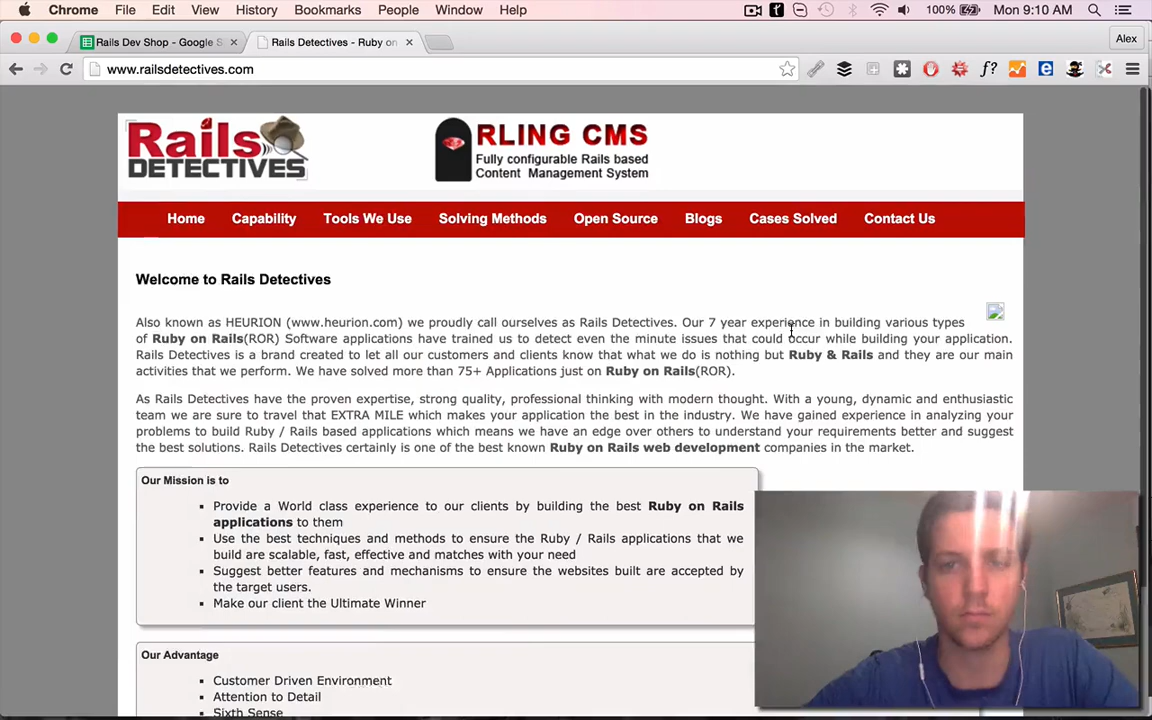 Chrome File Edit View History Bookmarks People Window Help 100% Mon 9:10 AM
Rails Dev Shop - Google S Rails Detectives - Ruby on Alex
www.railsdetectives.com
Rails
DETECTIVES
RLING CMS
Fully configurable Rails based
Content Management System
Home Capability Tools We Use Solving Methods Open Source Blogs Cases Solved Contact Us
Welcome to Rails Detectives
Also known as HEURION (www.heurion.com) we proudly call ourselves as Rails Detectives. Our 7 year experience in building various types
of Ruby on Rails(ROR) Software applications have trained us to detect even the minute issues that could occur while building your application.
Rails Detectives is a brand created to let all our customers and clients know that what we do is nothing but Ruby & Rails and they are our main
activities that we perform. We have solved more than 75+ Applications just on Ruby on Rails(ROR).
As Rails Detectives have the proven expertise, strong quality, professional thinking with modern thought. With a young, dynamic and enthusiastic
team we are sure to travel that EXTRA MILE which makes your application the best in the industry. We have gained experience in analyzing your
problems to build Ruby / Rails based applications which means we have an edge over others to understand your requirements better and suggest
the best solutions. Rails Detectives certainly is one of the best known Ruby on Rails web development companies in the market.
Our Mission is to
Provide a World class experience to our clients by building the best Ruby on Rails
applications to them
Use the best techniques and methods to ensure the Ruby / Rails applications that we
build are scalable, fast, effective and matches with your need
Suggest better features and mechanisms to ensure the websites built are accepted by
the target users.
Make our client the Ultimate Winner
Our Advantage
Customer Driven Environment
Attention to Detail
Sixth Sense